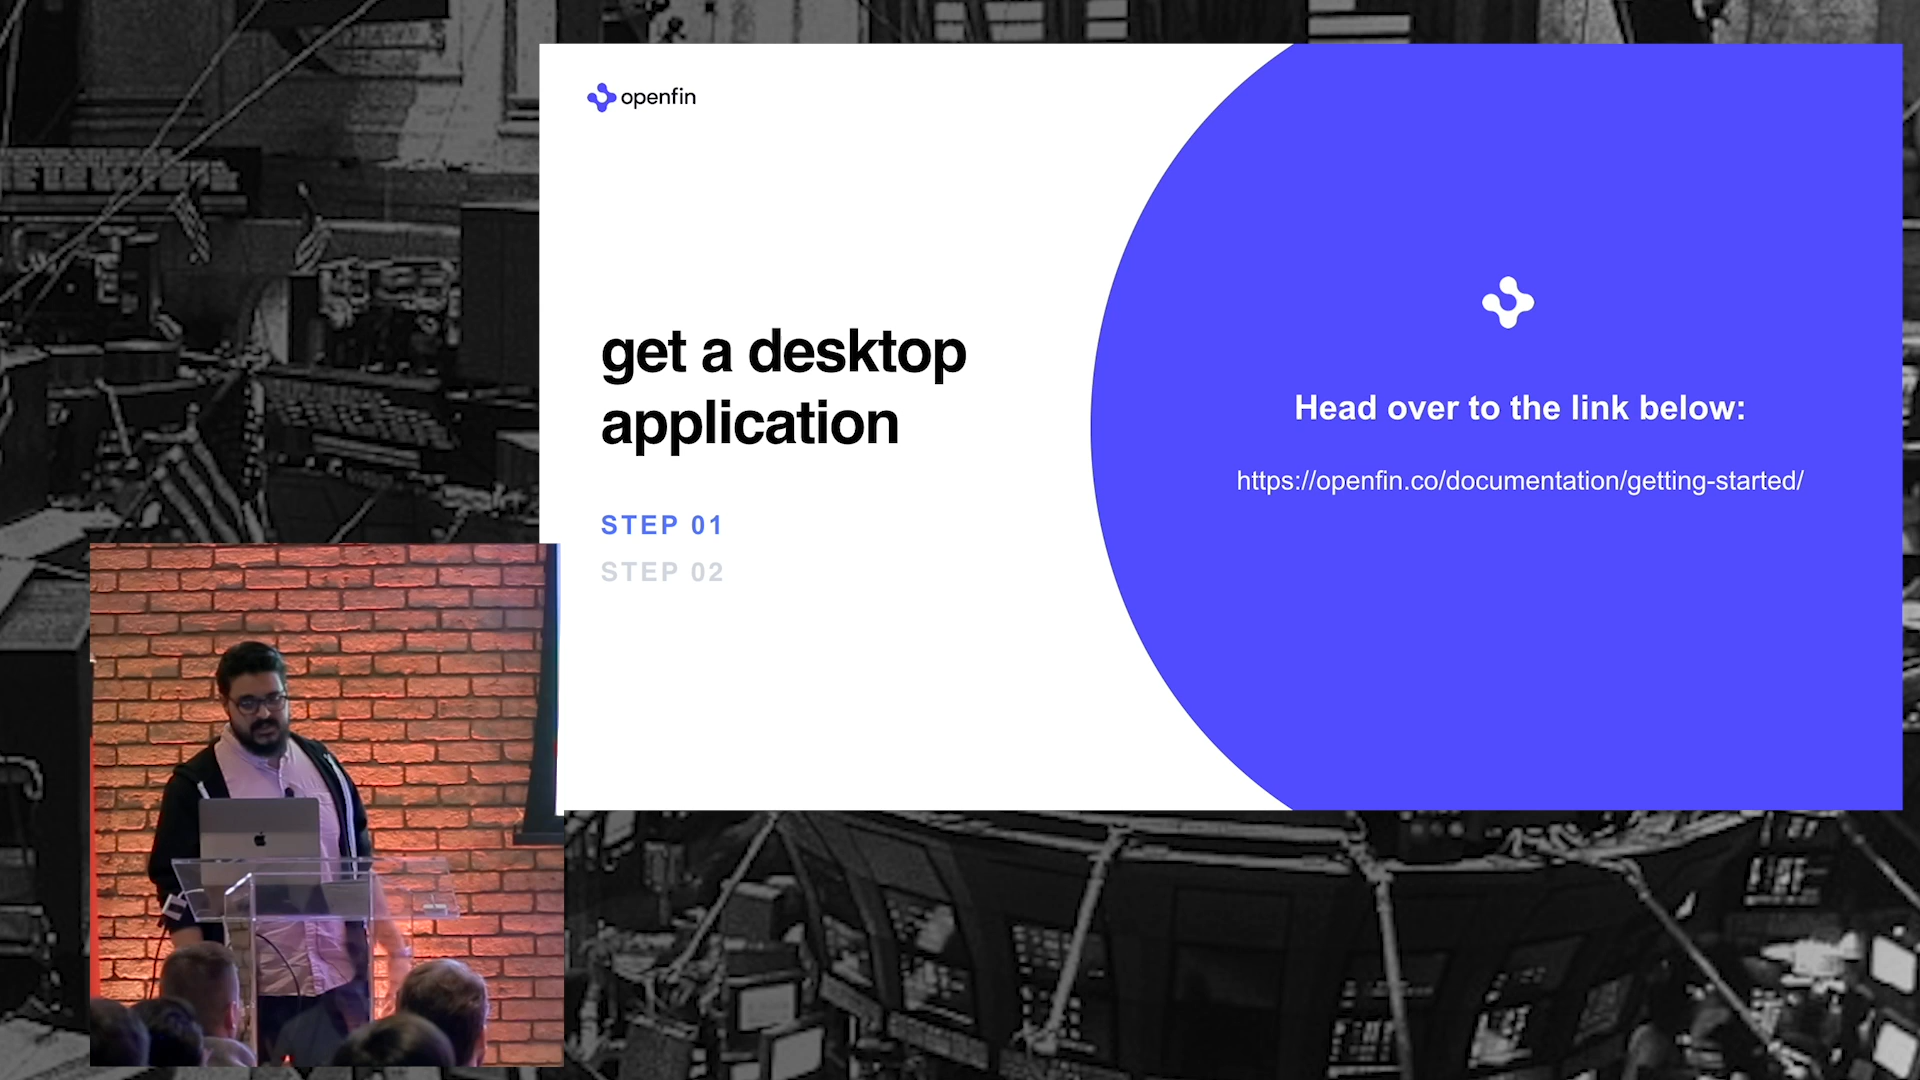 openfin
get a desktop
application
STEP 01
STEP 02
Head over to the link below:
https://openfin.co/documentation/getting-started/